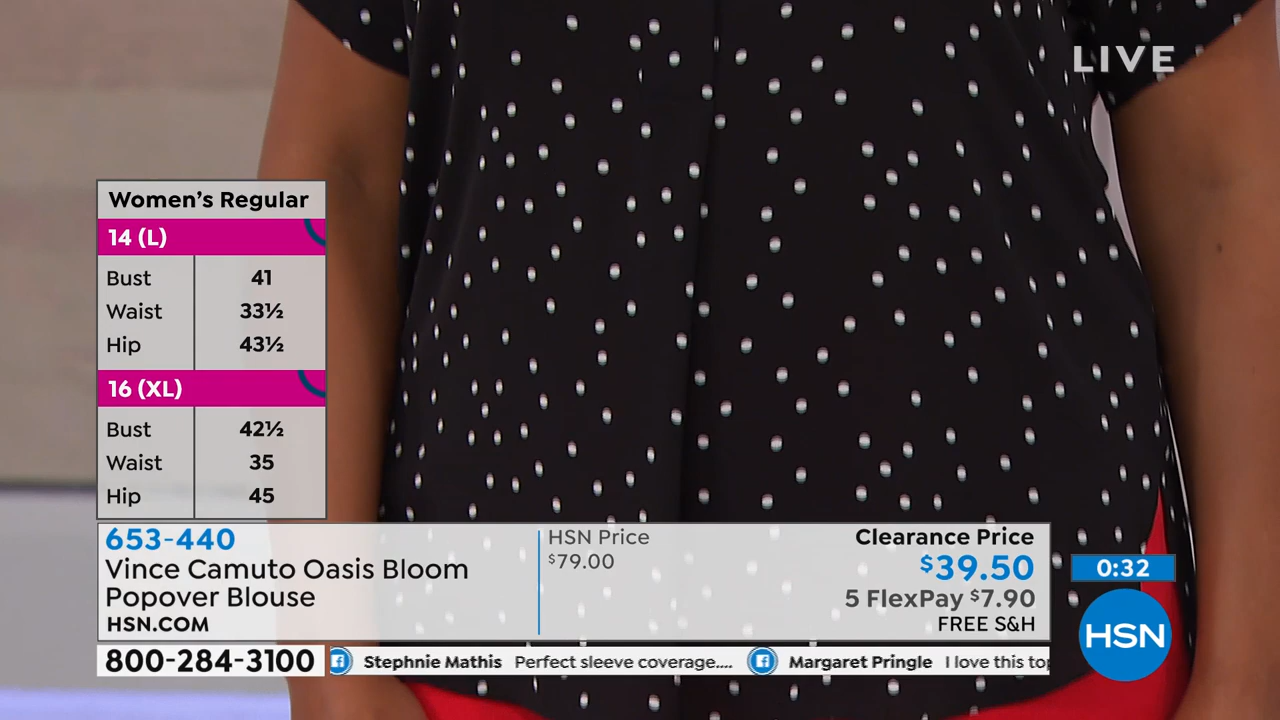 LIVE
Women's Regular
14 (L)
Bust 41
Waist 33½
Hip 43½
16 (XL)
Bust 42½
Waist 35
Hip 45
653-440
Vince Camuto Oasis Bloom
Popover Blouse
HSN.COM
HSN Price
$79.00
Clearance Price
$39.50
5 FlexPay $7.90
FREE S&H
0:32
HSN
800-284-3100
Stephnie Mathis Perfect sleeve coverage.... Margaret Pringle I love this